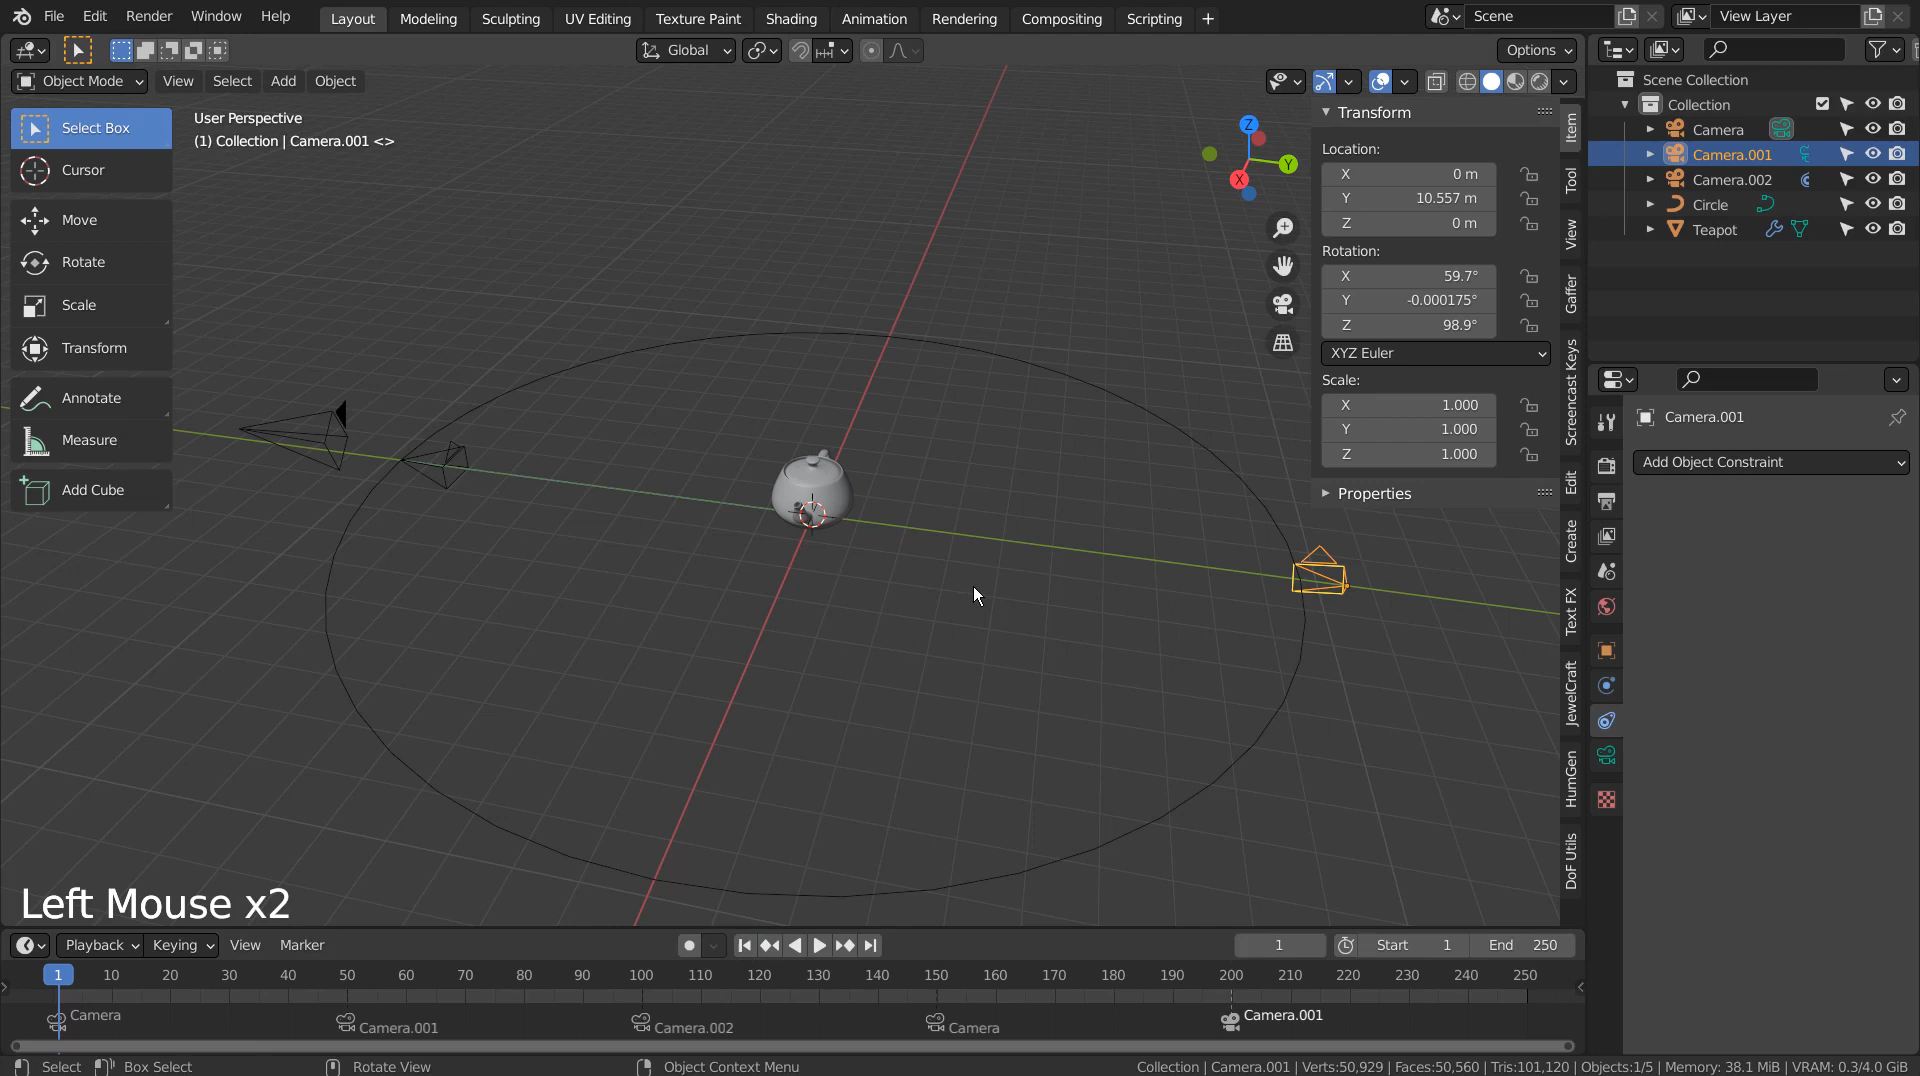 File Edit Render Window Help Layout Modeling Sculpting UV Editing Texture Paint Shading Animation Rendering Compositing Scripting + Scene View Layer
Global Options
Object Mode View Select Add Object
Select Box
Cursor
Move
Rotate
Scale
Transform
Annotate
Measure
Add Cube
User Perspective
(1) Collection | Camera.001 <>
Z
Y
X
Transform
Location:
X 0 m
Y 10.557 m
Z 0 m
Rotation:
X 59.7°
Y -0.000175°
Z 98.9°
XYZ Euler
Scale:
X 1.000
Y 1.000
Z 1.000
Properties
Item
Tool
View
Gaffer
Screencast Keys
Edit
Create
Text FX
JewelCraft
HumGen
DoF Utils
Scene Collection
Collection
Camera
Camera.001
Camera.002
Circle
Teapot
Camera.001
Add Object Constraint
Left Mouse x2
Playback Keying View Marker 1 Start 1 End 250
1 10 20 30 40 50 60 70 80 90 100 110 120 130 140 150 160 170 180 190 200 210 220 230 240 250
Camera Camera.001 Camera.002 Camera Camera.001
Select Box Select Rotate View Object Context Menu Collection | Camera.001 | Verts:50,929 | Faces:50,560 | Tris:101,120 | Objects:1/5 | Memory: 38.1 MiB | VRAM: 0.3/4.0 GiB